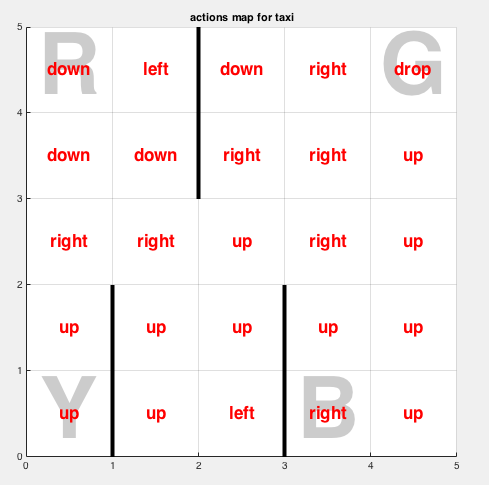 actions map for taxi
5
R G
down left down right drop
4
down down right right up
3
right right up right up
2
up up up up up
1
Y B
up up left right up
0
0 1 2 3 4 5